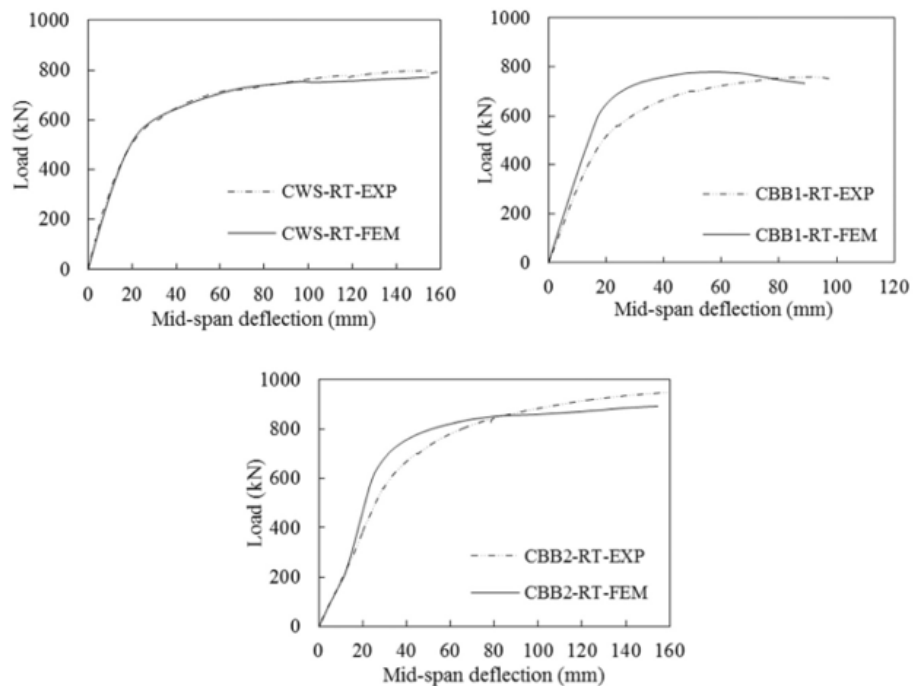 1000
800
600
400
200
0
Load (kN)
CWS-RT-EXP
CWS-RT-FEM
0 20 40 60 80 100 120 140 160
Mid-span deflection (mm)
1000
800
600
400
200
0
Load (kN)
CBB1-RT-EXP
CBB1-RT-FEM
0 20 40 60 80 100 120
Mid-span deflection (mm)
1000
800
600
400
200
0
Load (kN)
CBB2-RT-EXP
CBB2-RT-FEM
0 20 40 60 80 100 120 140 160
Mid-span deflection (mm)